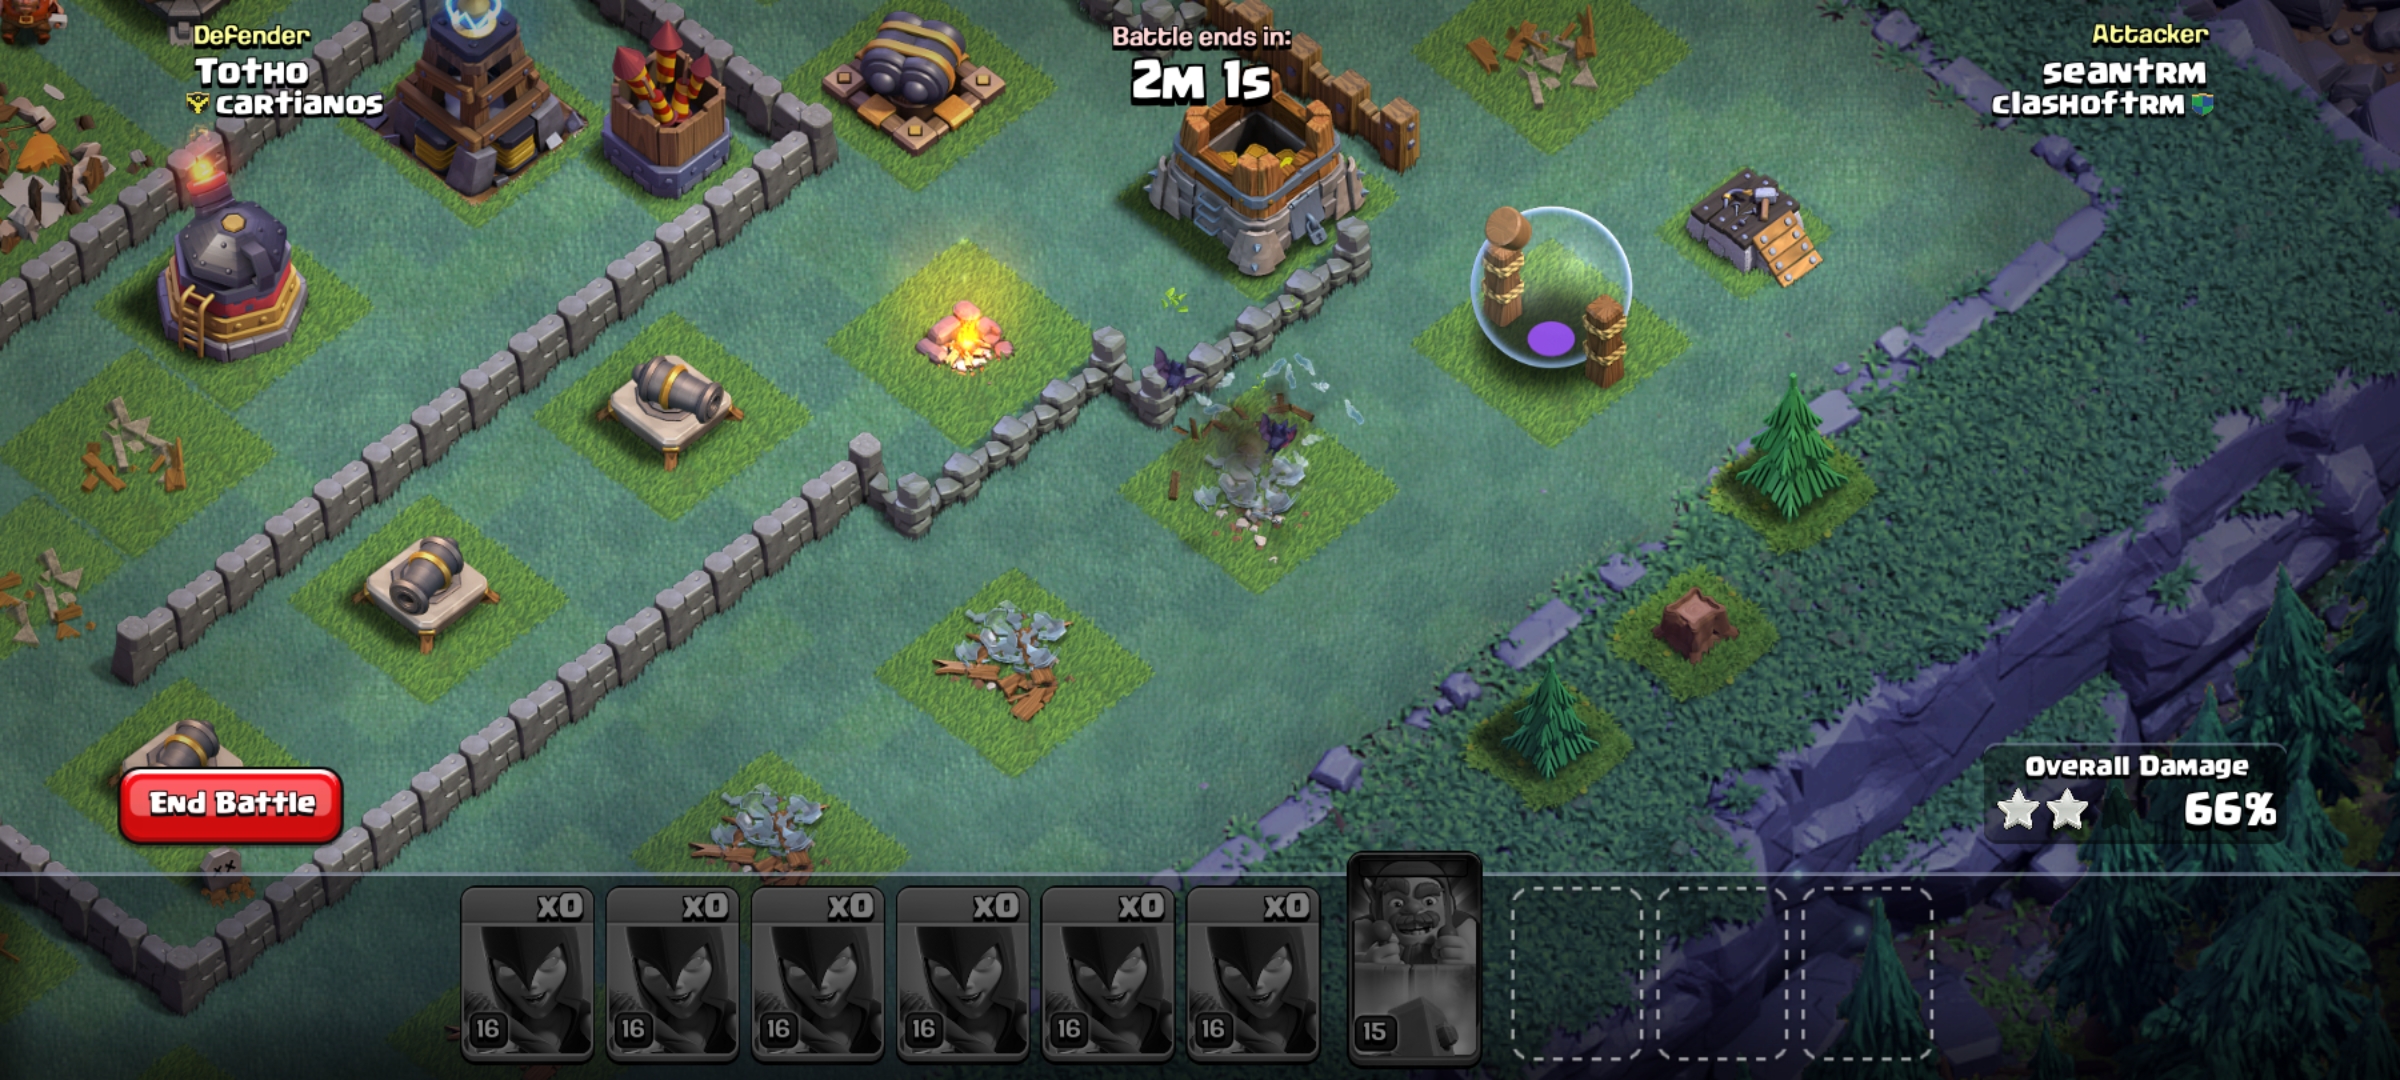 Defender
Totho
cartianos
Battle ends in:
2M 1s
Attacker
seantrm
clashoftrm
End Battle
Overall Damage
66%
x0
x0
x0
x0
x0
x0
16
16
16
16
16
16
15